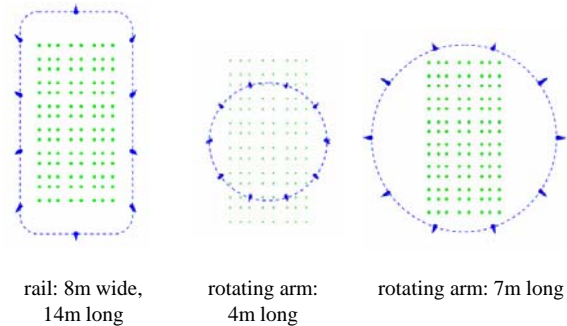 rail: 8m wide,
14m long
rotating arm:
4m long
rotating arm: 7m long